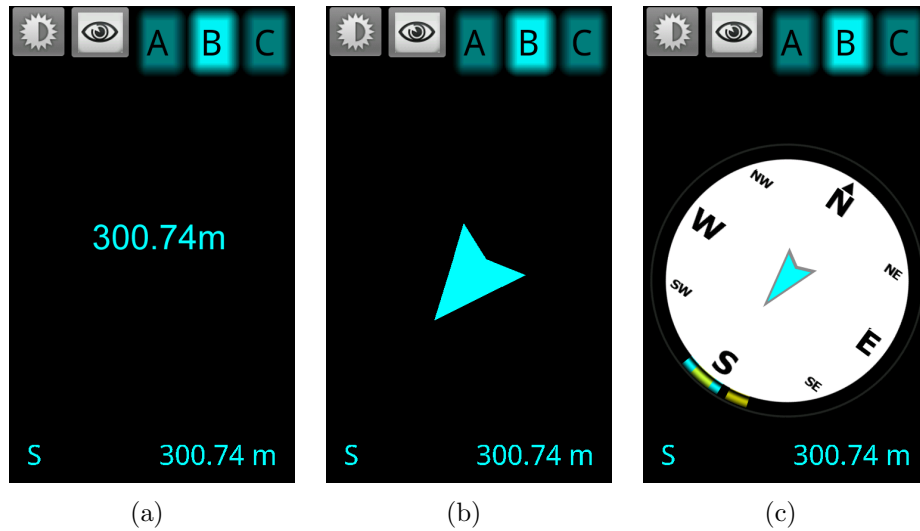 A B C
300.74m
S 300.74 m
(a)
A B C
S 300.74 m
(b)
A B C
NW
N
W
NE
SW
E
S
SE
S 300.74 m
(c)